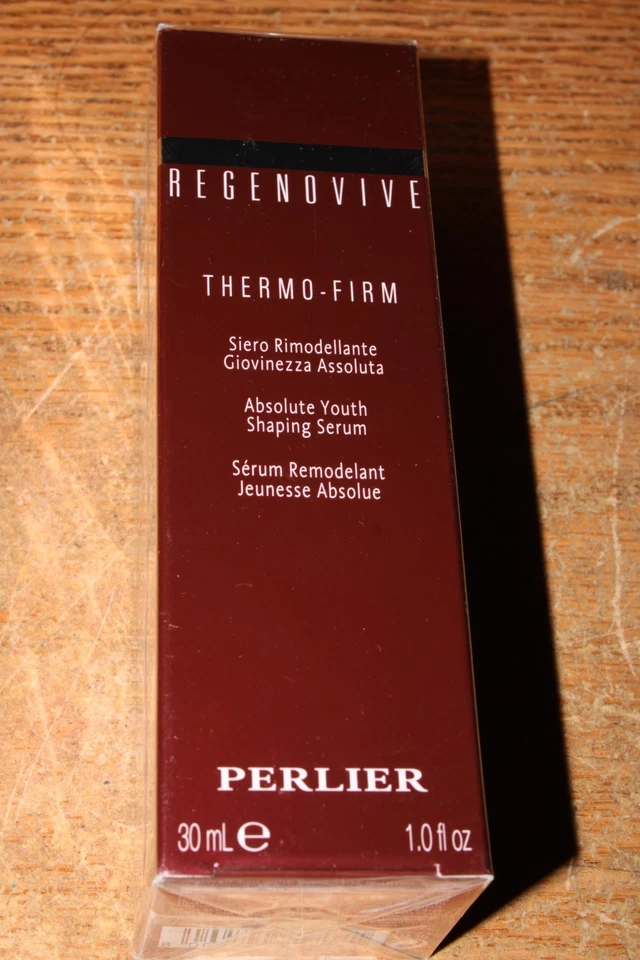 REGENOVIVE
THERMO-FIRM
Siero Rimodellante
Giovinezza Assoluta
Absolute Youth
Shaping Serum
Sérum Remodelant
Jeunesse Absolue
PERLIER
30 mL ℮ 1.0 fl oz